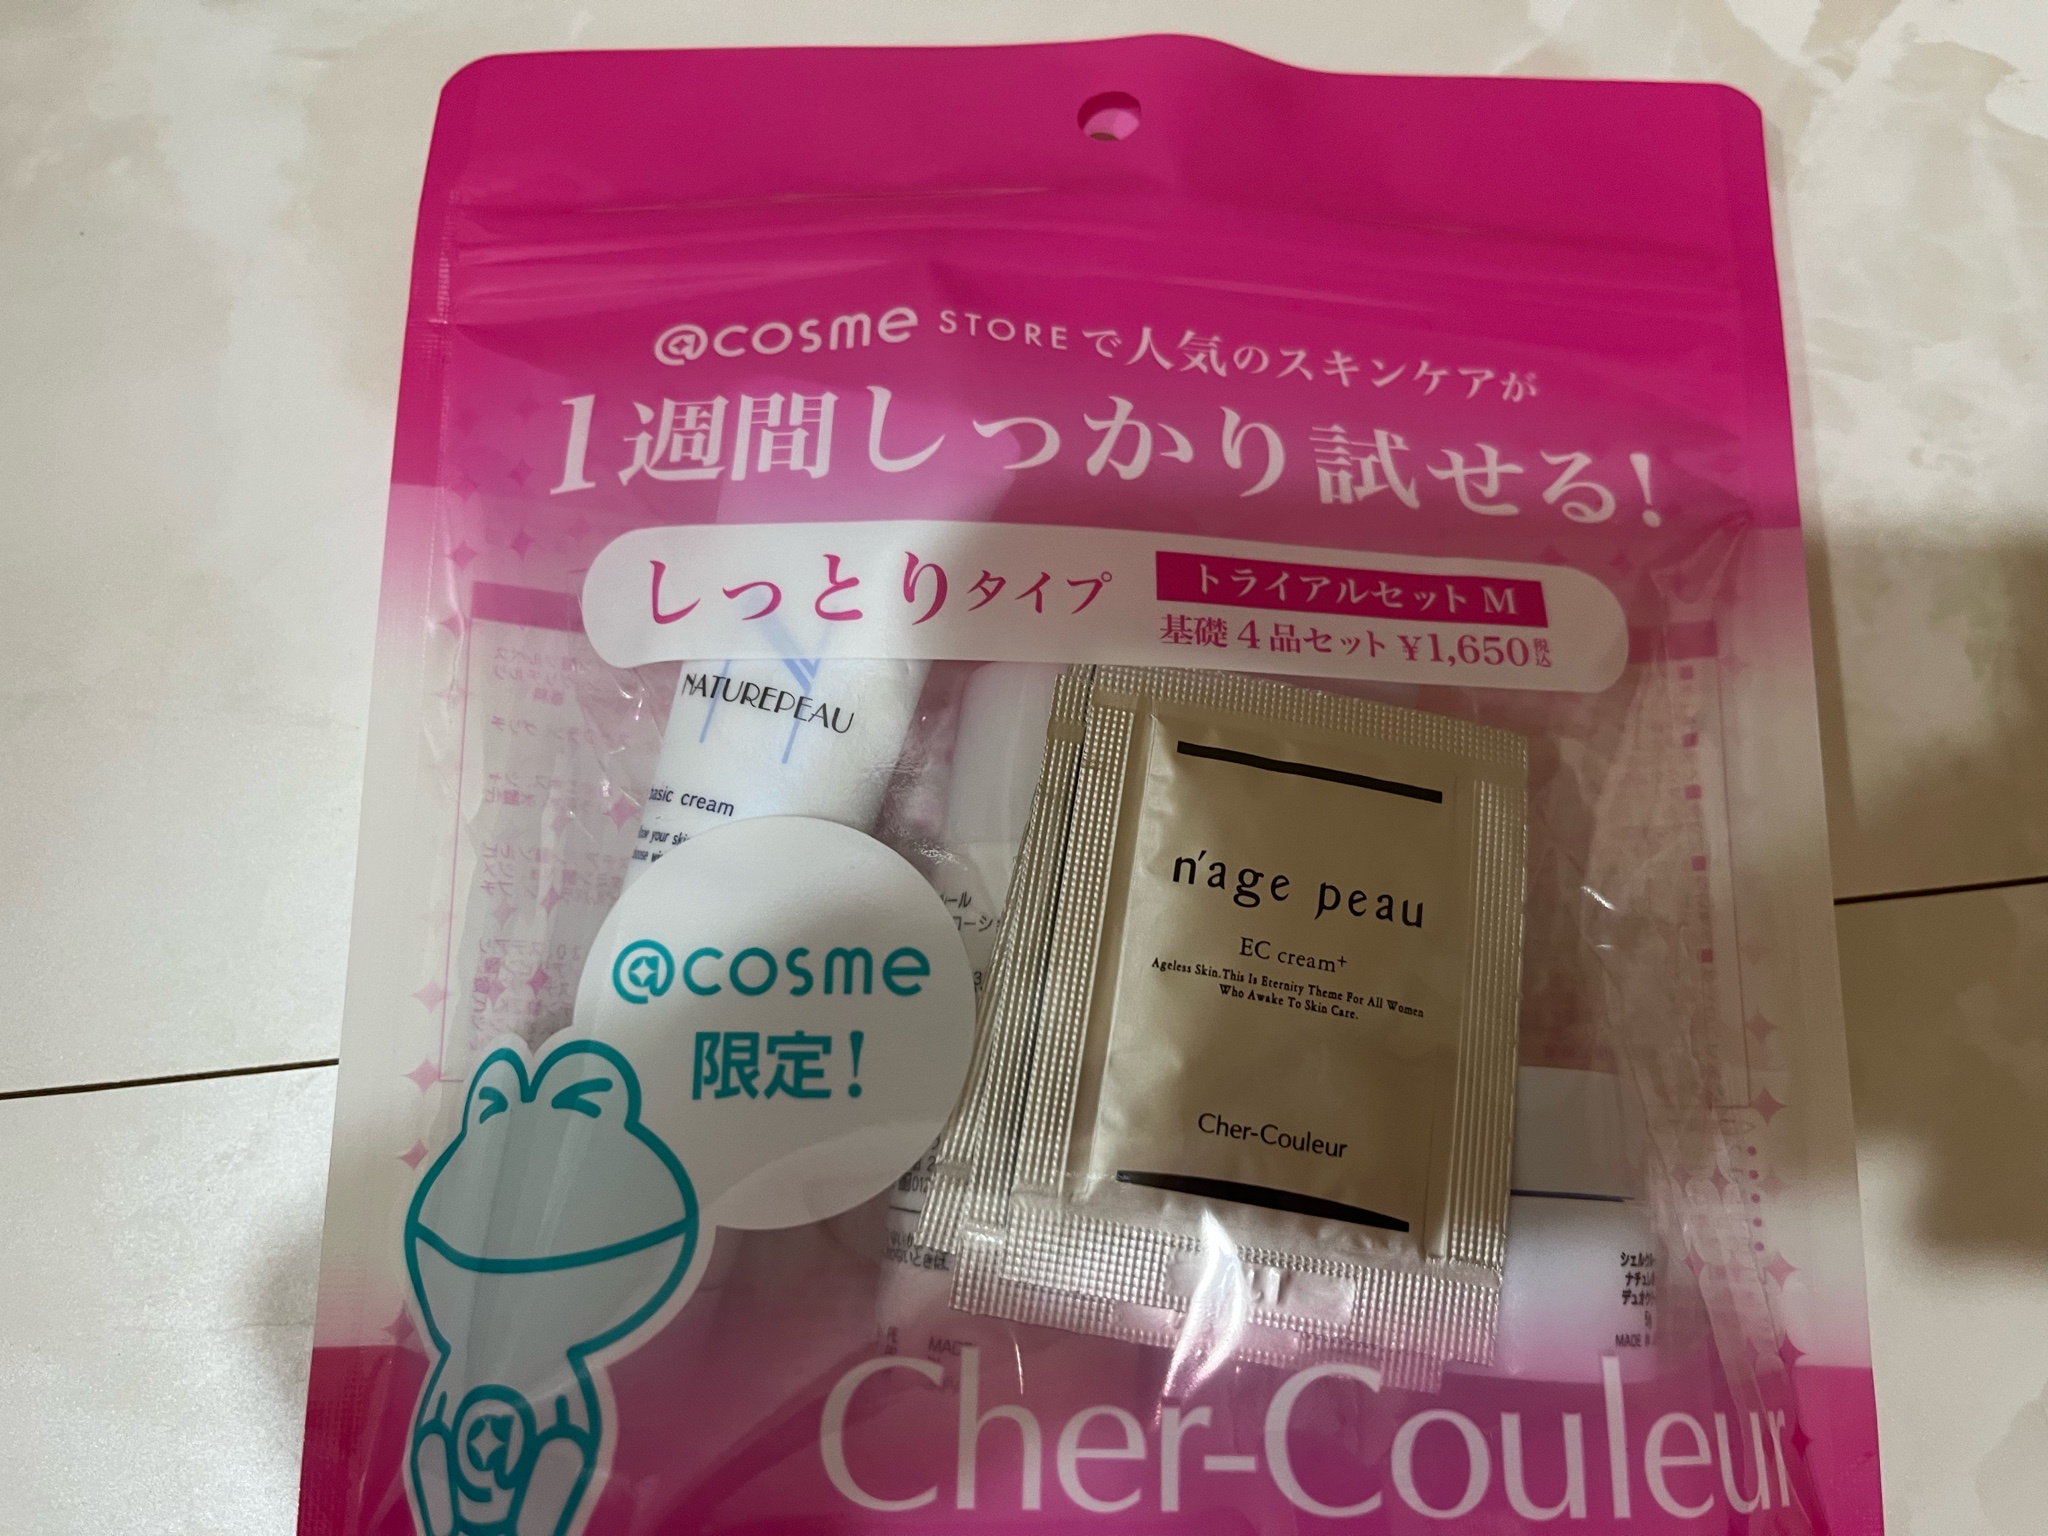 @cosme STOREで人気のスキンケアが
1週間しっかり試せる!
しっとりタイプ
トライアルセット M
基礎4品セット ¥1,650税込
NATUREPEAU
basic cream
your skin
@cosme
限定!
n'age peau
EC cream+
Ageless Skin.This Is Eternity Theme For All Women
Who Awake To Skin Care.
Cher-Couleur
MADE
Cher-Couleur